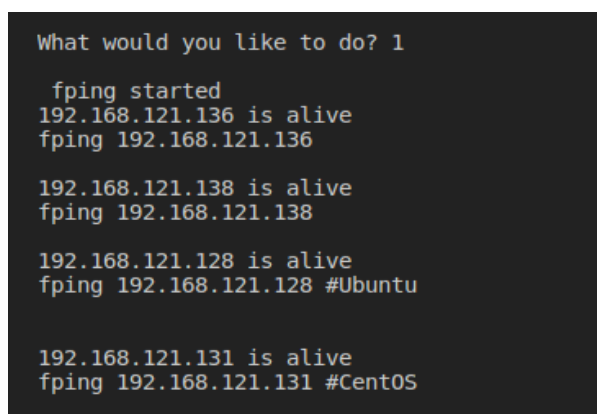 What would you like to do? 1
fping started
192.168.121.136 is alive
fping 192.168.121.136
192.168.121.138 is alive
fping 192.168.121.138
192.168.121.128 is alive
fping 192.168.121.128 #Ubuntu
192.168.121.131 is alive
fping 192.168.121.131 #CentOS